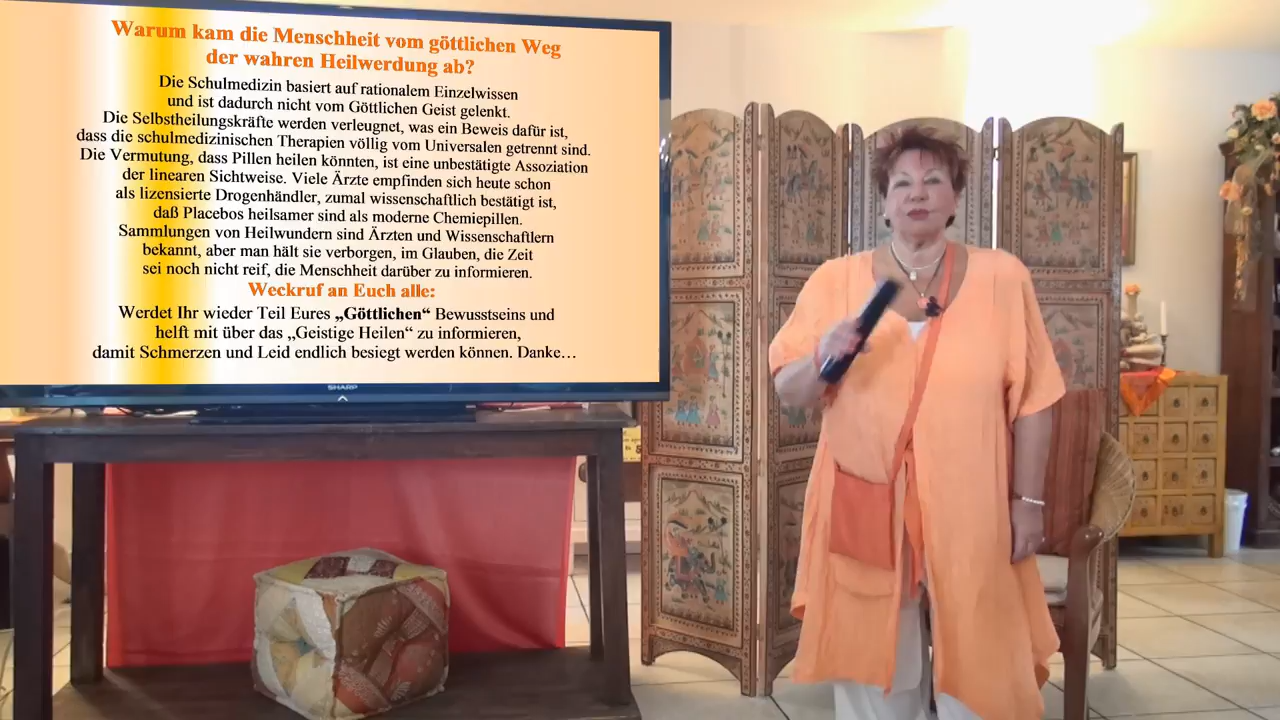 Warum kam die Menschheit vom göttlichen Weg
der wahren Heilwerdung ab?
Die Schulmedizin basiert auf rationalem Einzelwissen
und ist dadurch nicht vom Göttlichen Geist gelenkt.
Die Selbstheilungskräfte werden verleugnet, was ein Beweis dafür ist,
dass die schulmedizinischen Therapien völlig vom Universalen getrennt sind.
Die Vermutung, dass Pillen heilen könnten, ist eine unbestätigte Assoziation
der linearen Sichtweise. Viele Ärzte empfinden sich heute schon
als lizensierte Drogenhändler, zumal wissenschaftlich bestätigt ist,
daß Placebos heilsamer sind als moderne Chemiepillen.
Sammlungen von Heilwundern sind Ärzten und Wissenschaftlern
bekannt, aber man hält sie verborgen, im Glauben, die Zeit
sei noch nicht reif, die Menschheit darüber zu informieren.
Weckruf an Euch alle:
Werdet Ihr wieder Teil Eures „Göttlichen“ Bewusstseins und
helft mit über das „Geistige Heilen“ zu informieren,
damit Schmerzen und Leid endlich besiegt werden können. Danke…
SHARP